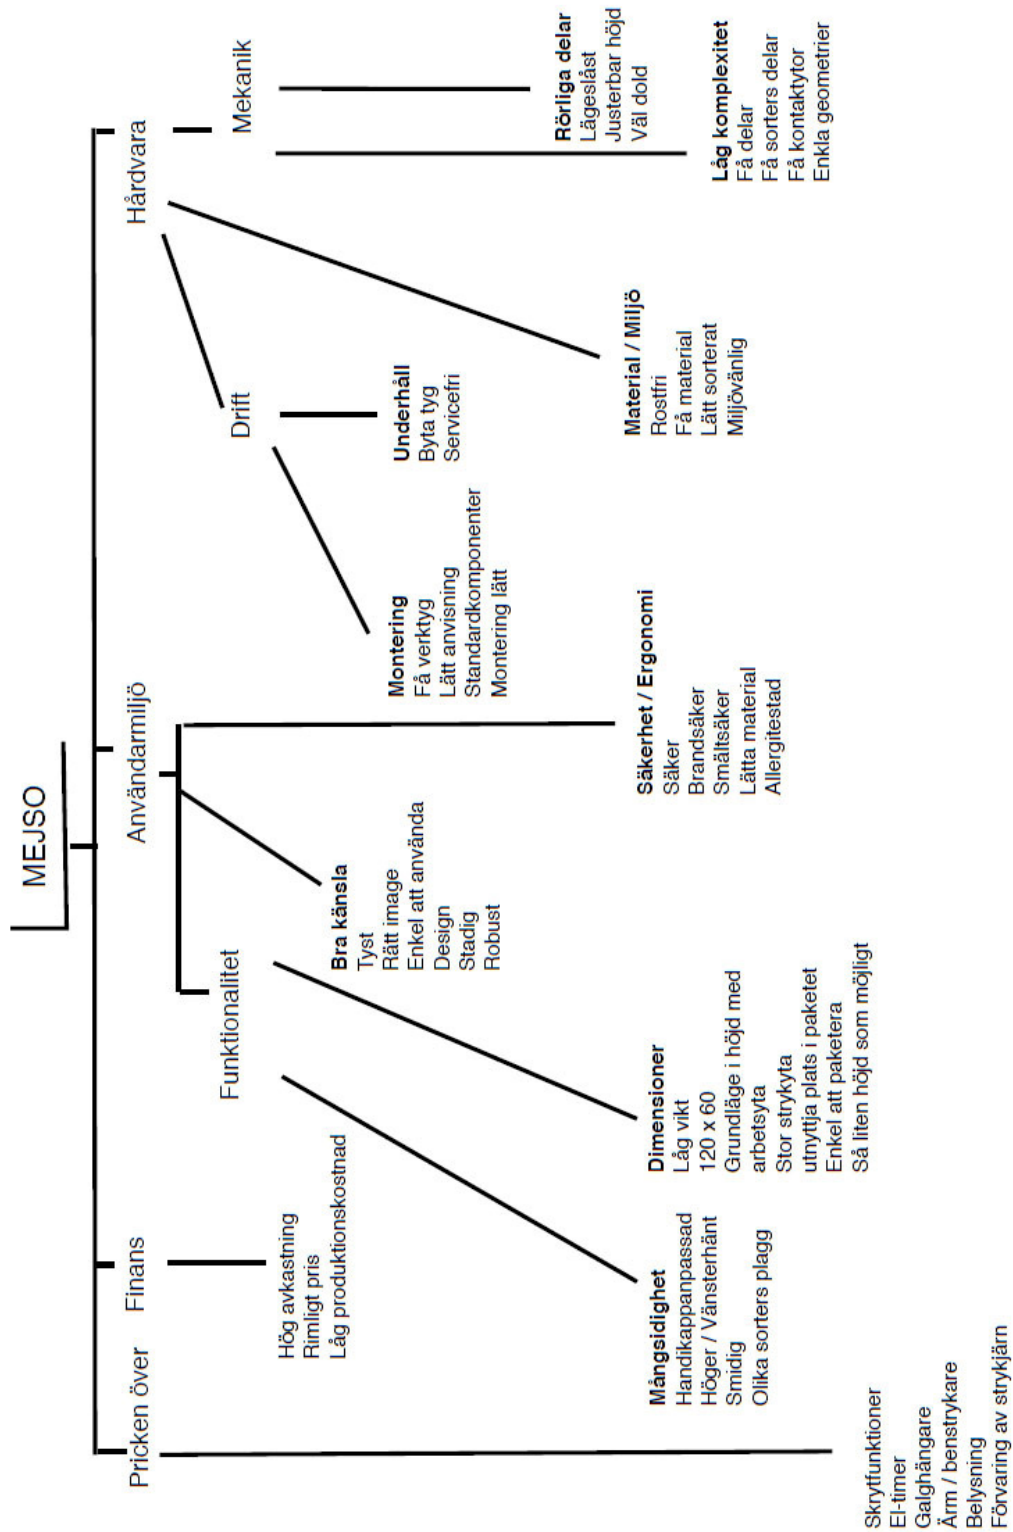 MEJSO
Pricken över
Finans
Användarmiljö
Hårdvara
Skrytfunktioner
El-timer
Galghängare
Ärm / benstrykare
Belysning
Förvaring av strykjärn
Hög avkastning
Rimligt pris
Låg produktionskostnad
Funktionalitet
Mångsidighet
Handikappanpassad
Höger / Vänsterhänt
Smidig
Olika sorters plagg
Dimensioner
Låg vikt
120 x 60
Grundläge i höjd med
arbetsyta
Stor strykyta
utnyttja plats i paketet
Enkel att paketera
Så liten höjd som möjligt
Bra känsla
Tyst
Rätt image
Enkel att använda
Design
Stadig
Robust
Säkerhet / Ergonomi
Säker
Brandsäker
Smältsäker
Lätta material
Allergitestad
Drift
Montering
Få verktyg
Lätt anvisning
Standardkomponenter
Montering lätt
Underhåll
Byta tyg
Servicefri
Material / Miljö
Rostfri
Få material
Lätt sorterat
Miljövänlig
Mekanik
Rörliga delar
Lägeslåst
Justerbar höjd
Väl dold
Låg komplexitet
Få delar
Få sorters delar
Få kontaktytor
Enkla geometrier